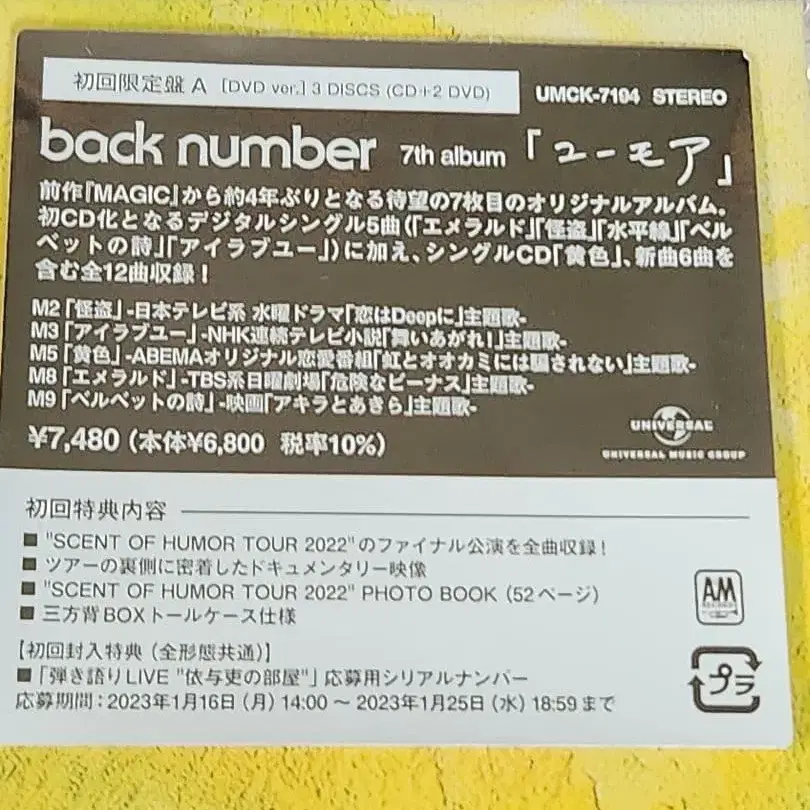 初回限定盤 A [DVD ver.] 3 DISCS (CD+2 DVD)
UMCK-7194 STEREO
back number 7th album 「ユーモア」
前作『MAGIC』から約4年ぶりとなる待望の7枚目のオリジナルアルバム。
初CD化となるデジタルシングル5曲(「エメラルド」「怪盗」「水平線」「ベル
ベットの詩」「アイラブユー」)に加え、シングルCD「黄色」、新曲6曲を
含む全12曲収録!
M2「怪盗」-日本テレビ系 水曜ドラマ「恋はDeepに」主題歌-
M3「アイラブユー」-NHK連続テレビ小説「舞いあがれ!」主題歌-
M5「黄色」-ABEMAオリジナル恋愛番組「虹とオオカミには騙されない」主題歌-
M8「エメラルド」-TBS系日曜劇場「危険なビーナス」主題歌-
M9「ベルベットの詩」-映画「アキラとあきら」主題歌-
¥7,480(本体¥6,800 税率10%)
UNIVERSAL
UNIVERSAL MUSIC GROUP
初回特典内容
■ "SCENT OF HUMOR TOUR 2022"のファイナル公演を全曲収録!
■ ツアーの裏側に密着したドキュメンタリー映像
■ "SCENT OF HUMOR TOUR 2022" PHOTO BOOK(52ページ)
■ 三方背BOXトールケース仕様
A&M
RECORDS
【初回封入特典(全形態共通)】
■「弾き語りLIVE "依与吏の部屋"」応募用シリアルナンバー
応募期間:2023年1月16日(月)14:00 〜 2023年1月25日(水)18:59まで
プラ